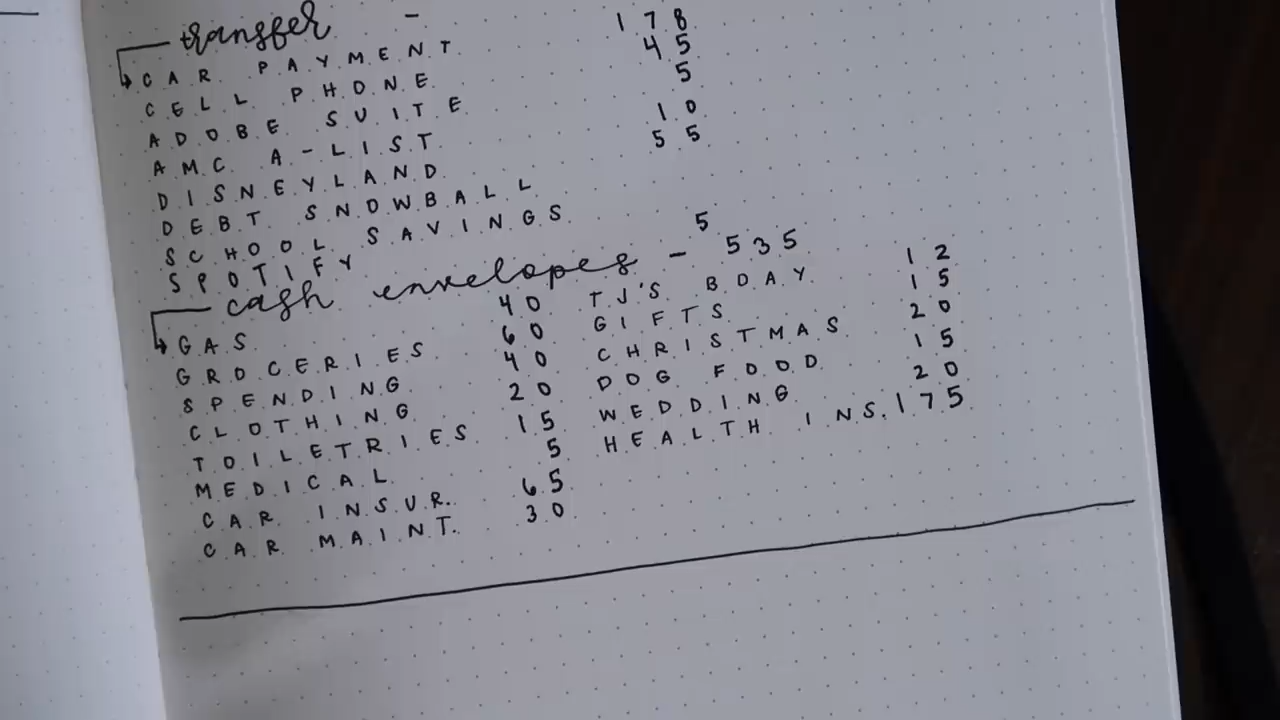 transfer -
CAR PAYMENT 178
CELL PHONE 45
ADOBE SUITE 5
AMC A-LIST 10
DISNEYLAND 55
DEBT SNOWBALL
SCHOOL SAVINGS
SPOTIFY 5
cash envelopes - 535
GAS 40 TJ'S BDAY 12
GROCERIES 60 GIFTS 15
SPENDING 40 CHRISTMAS 20
CLOTHING 20 DOG FOOD 15
TOILETRIES 15 WEDDING 20
MEDICAL 5 HEALTH INS. 175
CAR INSUR. 65
CAR MAINT. 30